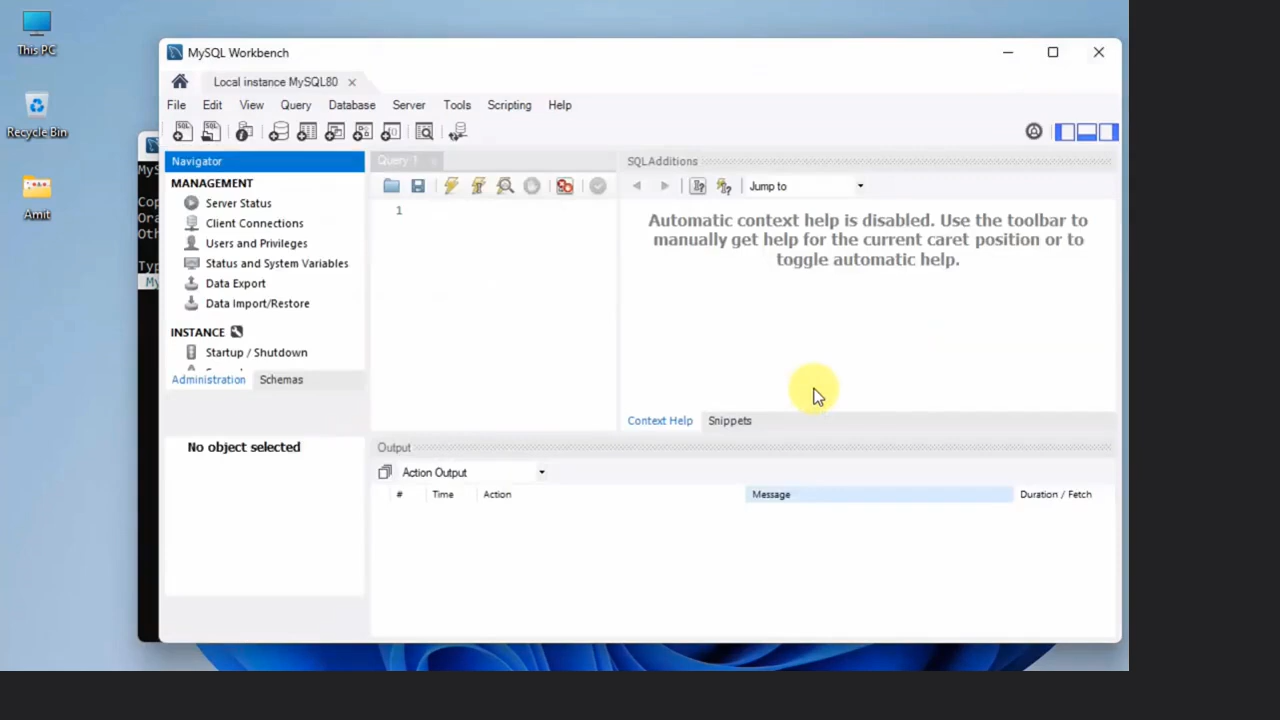 This PC
Recycle Bin
Amit
MySQL Workbench
Local instance MySQL80
File Edit View Query Database Server Tools Scripting Help
Navigator
MANAGEMENT
Server Status
Client Connections
Users and Privileges
Status and System Variables
Data Export
Data Import/Restore
INSTANCE
Startup / Shutdown
Administration Schemas
No object selected
Query 1
1
SQLAdditions
Jump to
Automatic context help is disabled. Use the toolbar to
manually get help for the current caret position or to
toggle automatic help.
Context Help Snippets
Output
Action Output
# Time Action Message Duration / Fetch